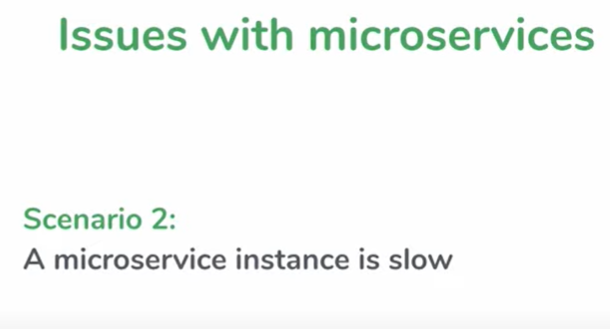 Issues with microservices
Scenario 2:
A microservice instance is slow